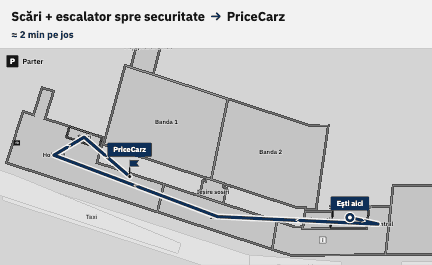 Scări + escalator spre securitate → PriceCarz
≈ 2 min pe jos
P Parter
Banda 1
Banda 2
PriceCarz
Ieșire sosiri
Ești aici
Taxi